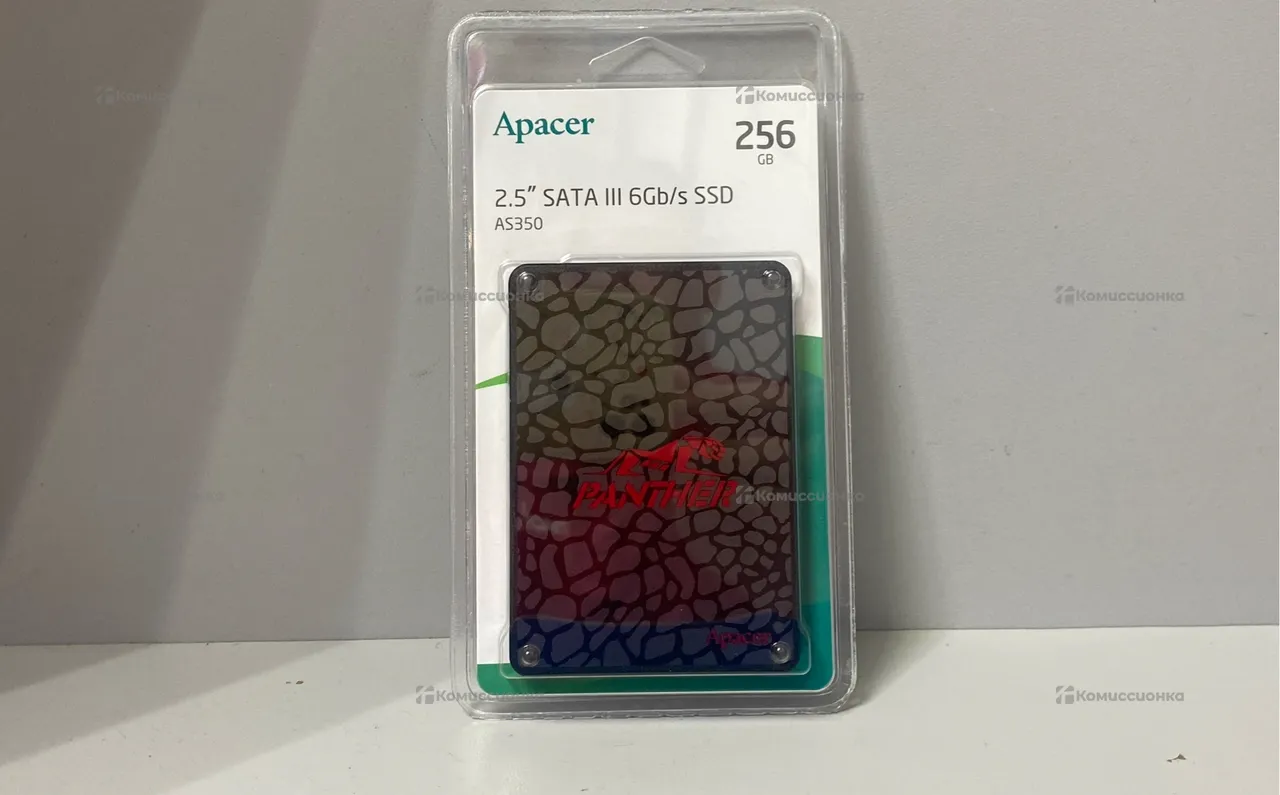 Комиссионка
Комиссионка
Apacer
256
GB
2.5" SATA III 6Gb/s SSD
AS350
Комиссионка
Комиссионка
PANTHER
Комиссионка
Комиссионка
Apacer
Комиссионка
Комиссионка